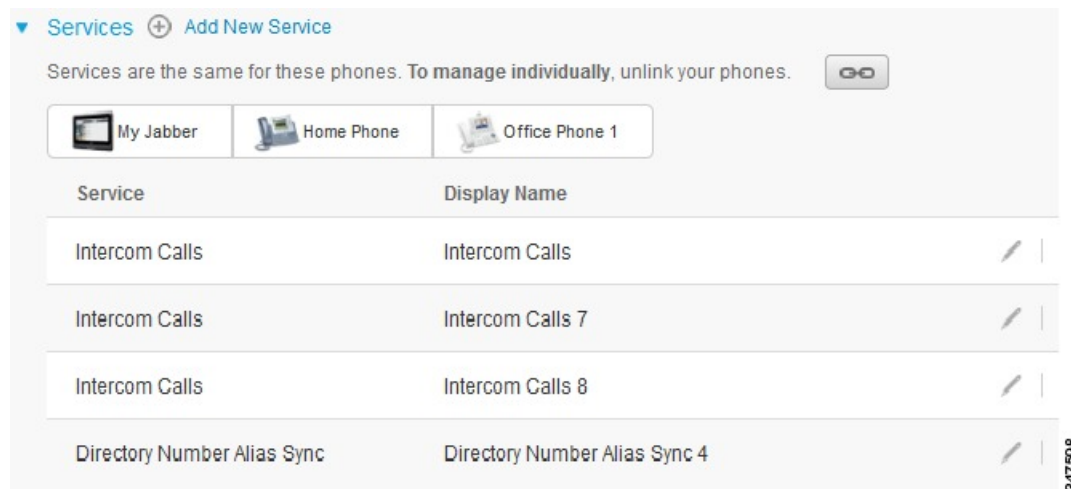 Services Add New Service
Services are the same for these phones. To manage individually, unlink your phones.
My Jabber Home Phone Office Phone 1
Service Display Name
Intercom Calls Intercom Calls
Intercom Calls Intercom Calls 7
Intercom Calls Intercom Calls 8
Directory Number Alias Sync Directory Number Alias Sync 4
347598